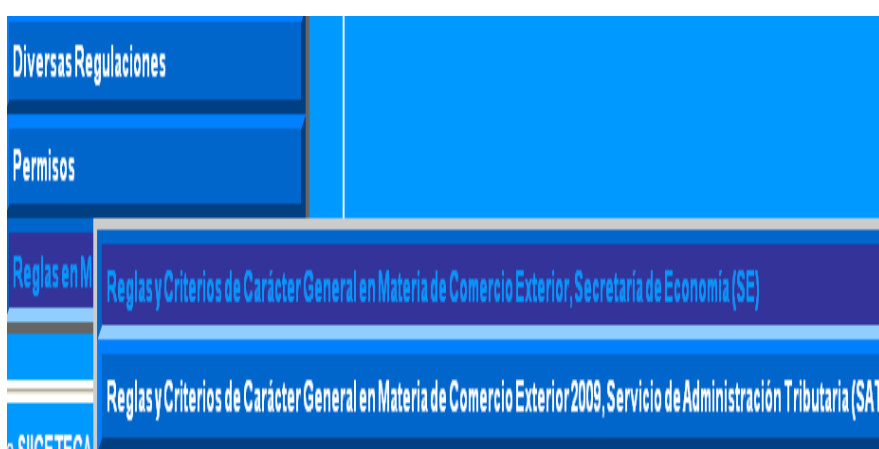 Diversas Regulaciones
Permisos
Reglas en M
Reglas y Criterios de Carácter General en Materia de Comercio Exterior, Secretaría de Economía (SE)
Reglas y Criterios de Carácter General en Materia de Comercio Exterior 2009, Servicio de Administración Tributaria (SAT